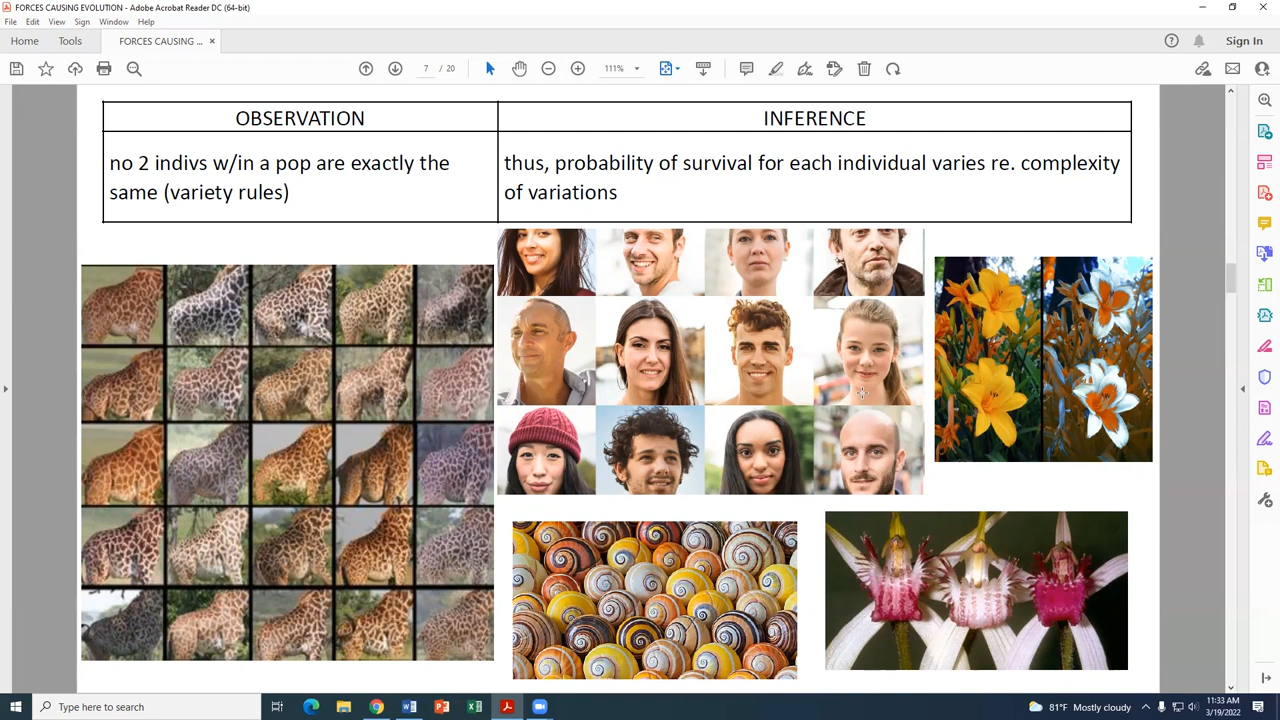 FORCES CAUSING EVOLUTION - Adobe Acrobat Reader DC (64-bit)
File Edit View Sign Window Help
Home Tools FORCES CAUSING ... × Sign In
7 / 20 111%
OBSERVATION INFERENCE
no 2 indivs w/in a pop are exactly the
same (variety rules)
thus, probability of survival for each individual varies re. complexity
of variations
Type here to search 81°F Mostly cloudy 11:33 AM
3/19/2022